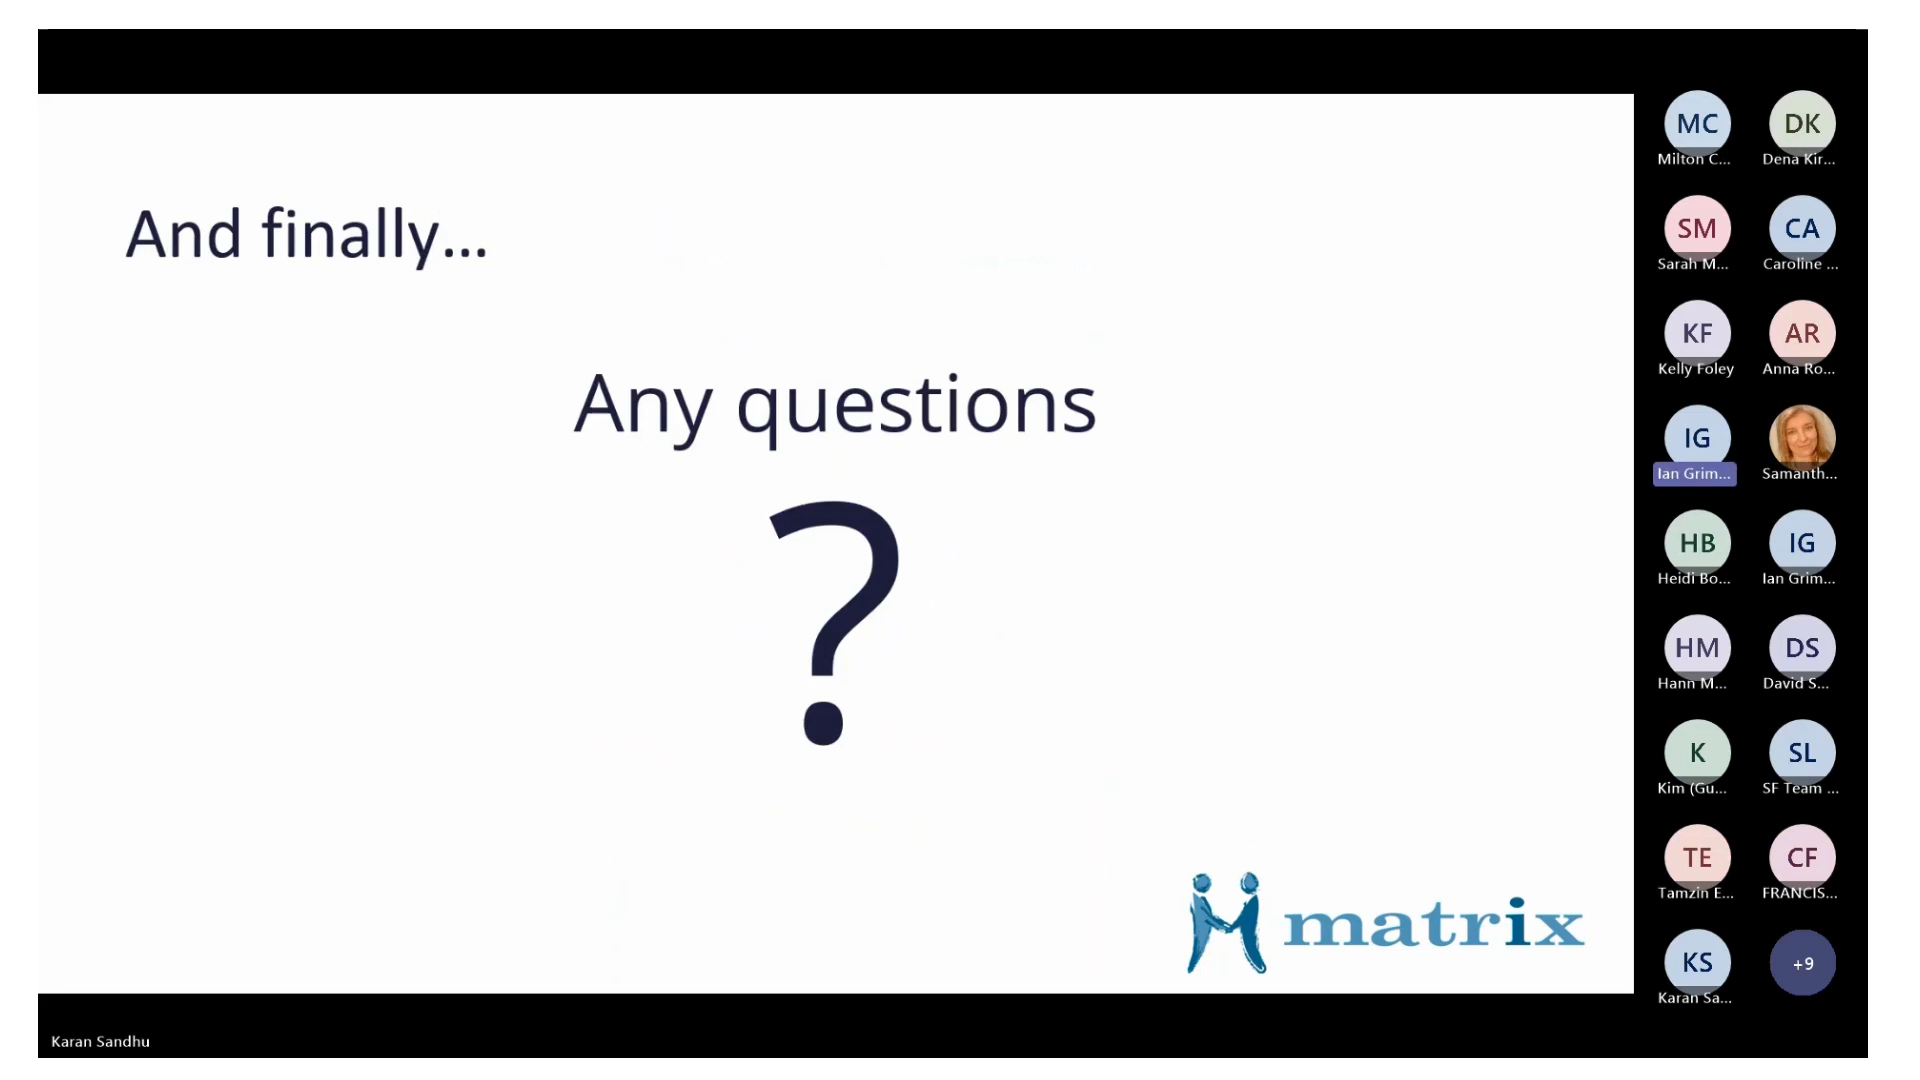 And finally...
Any questions
?
matrix
MC
DK
Milton C...
Dena Kir...
SM
CA
Sarah M...
Caroline ...
KF
AR
Kelly Foley
Anna Ro...
IG
Ian Grim...
Samanth...
HB
IG
Heidi Bo...
Ian Grim...
HM
DS
Hann M...
David S...
K
SL
Kim (Gu...
SF Team ...
TE
CF
Tamzin E...
FRANCIS...
KS
+9
Karan Sa...
Karan Sandhu